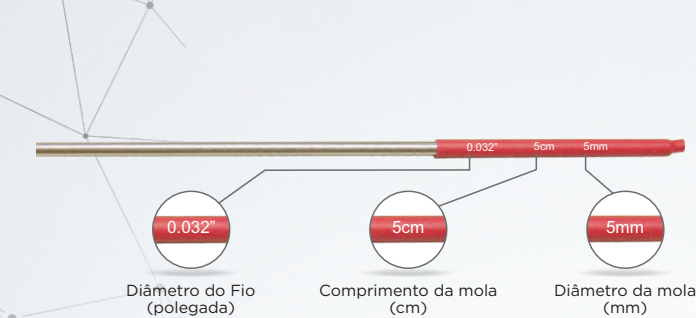 0.032” 5cm 5mm
0.032” 5cm 5mm
Diâmetro do Fio
(polegada)
Comprimento da mola
(cm)
Diâmetro da mola
(mm)